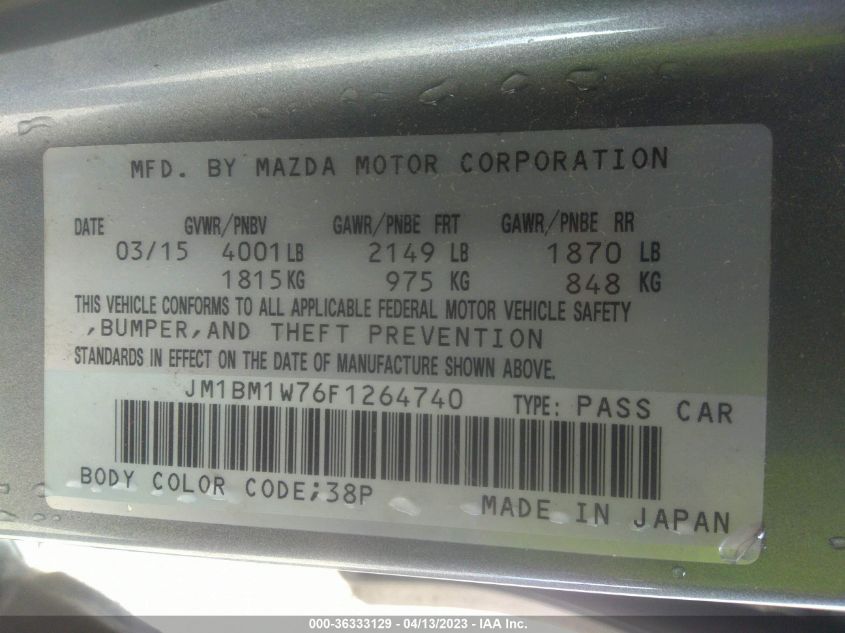 MFD. BY MAZDA MOTOR CORPORATION
DATE GVWR/PNBV GAWR/PNBE FRT GAWR/PNBE RR
03/15 4001 LB 2149 LB 1870 LB
1815 KG 975 KG 848 KG
THIS VEHICLE CONFORMS TO ALL APPLICABLE FEDERAL MOTOR VEHICLE SAFETY
,BUMPER,AND THEFT PREVENTION
STANDARDS IN EFFECT ON THE DATE OF MANUFACTURE SHOWN ABOVE.
JM1BM1W76F1264740 TYPE: PASS CAR
BODY COLOR CODE;38P MADE IN JAPAN
000-36333129 - 04/13/2023 - IAA Inc.